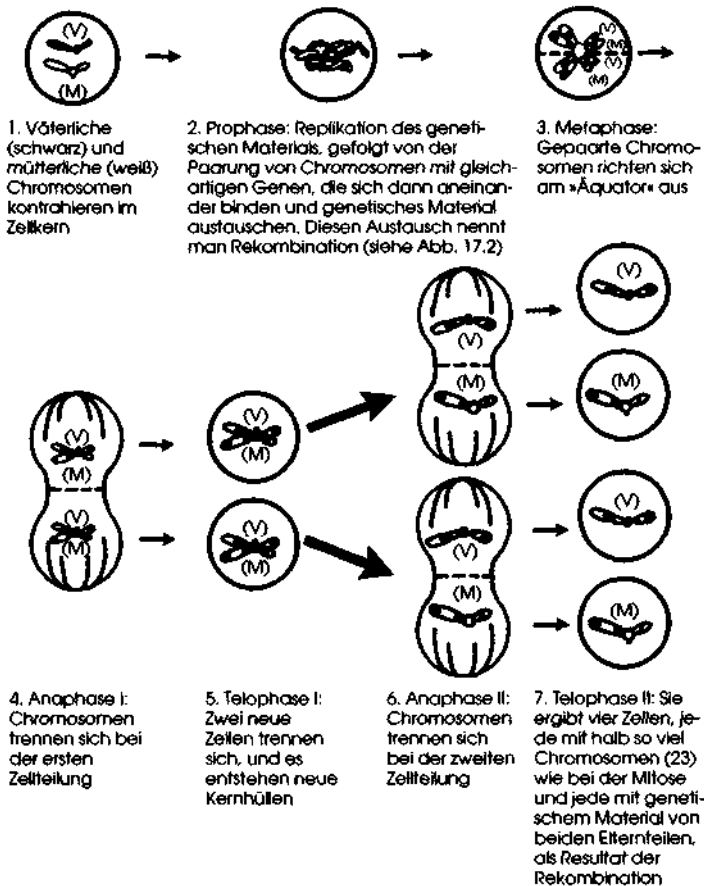 (V)
(M)
(V)
(M)
(V)
(M)
1. Väterliche
(schwarz) und
mütterliche (weiß)
Chromosomen
kontrahieren im
Zellkern
2. Prophase: Replikation des geneti-
schen Materials, gefolgt von der
Paarung von Chromosomen mit gleich-
artigen Genen, die sich dann aneinan-
der binden und genetisches Material
austauschen. Diesen Austausch nennt
man Rekombination (siehe Abb. 17.2)
3. Metaphase:
Gepaarte Chromo-
somen richten sich
am »Äquator« aus
(V)
(M)
(V)
(M)
(V)
(M)
(V)
(M)
(V)
(M)
(V)
(M)
(V)
(M)
(V)
(M)
4. Anaphase I:
Chromosomen
trennen sich bei
der ersten
Zellteilung
5. Telophase I:
Zwei neue
Zellen trennen
sich, und es
entstehen neue
Kernhüllen
6. Anaphase II:
Chromosomen
trennen sich
bei der zweiten
Zellteilung
7. Telophase II: Sie
ergibt vier Zellen, je-
de mit halb so viel
Chromosomen (23)
wie bei der Mitose
und jede mit geneti-
schem Material von
beiden Elternteilen,
als Resultat der
Rekombination